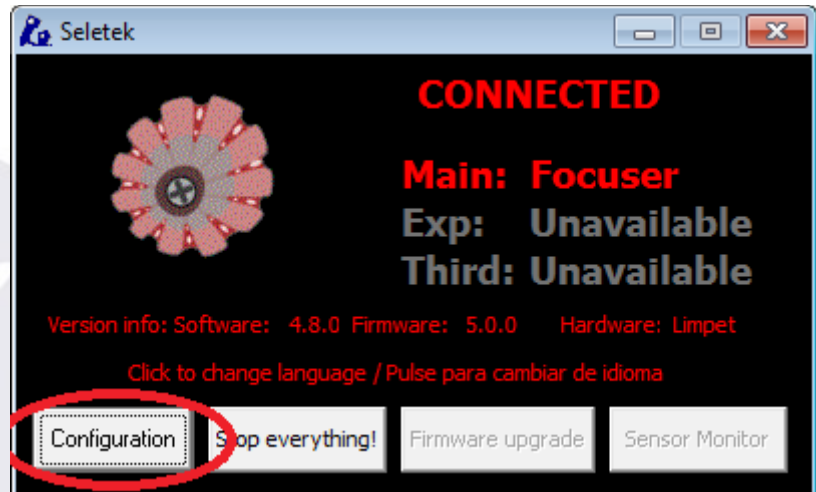 Seletek
CONNECTED
Main: Focuser
Exp: Unavailable
Third: Unavailable
Version info: Software: 4.8.0 Firmware: 5.0.0 Hardware: Limpet
Click to change language / Pulse para cambiar de idioma
Configuration Stop everything! Firmware upgrade Sensor Monitor